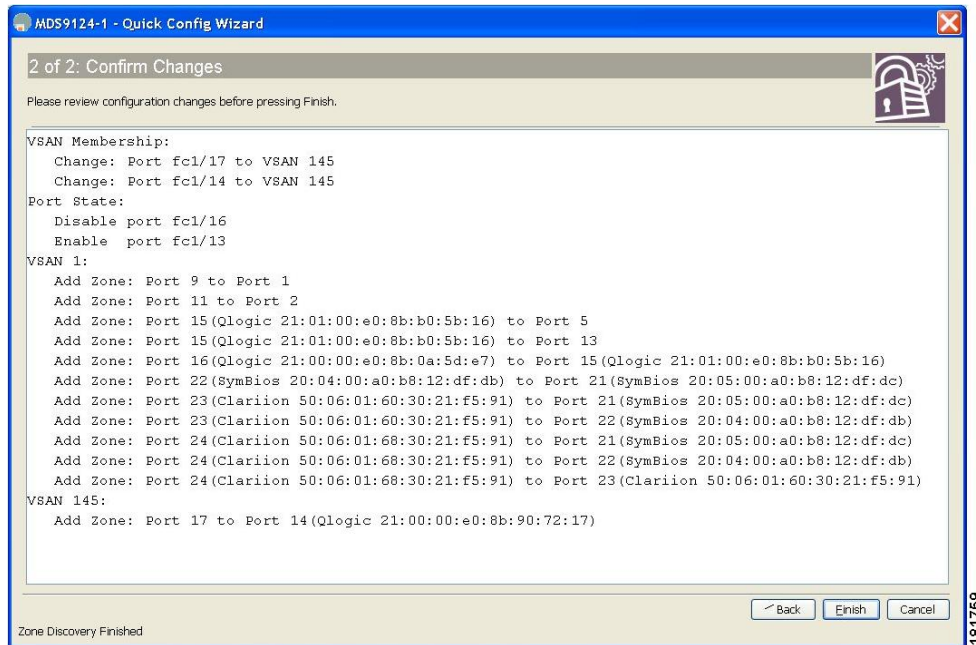 MDS9124-1 - Quick Config Wizard
2 of 2: Confirm Changes
Please review configuration changes before pressing Finish.
VSAN Membership:
Change: Port fc1/17 to VSAN 145
Change: Port fc1/14 to VSAN 145
Port State:
Disable port fc1/16
Enable port fc1/13
VSAN 1:
Add Zone: Port 9 to Port 1
Add Zone: Port 11 to Port 2
Add Zone: Port 15(Qlogic 21:01:00:e0:8b:b0:5b:16) to Port 5
Add Zone: Port 15(Qlogic 21:01:00:e0:8b:b0:5b:16) to Port 13
Add Zone: Port 16(Qlogic 21:00:00:e0:8b:0a:5d:e7) to Port 15(Qlogic 21:01:00:e0:8b:b0:5b:16)
Add Zone: Port 22(SymBios 20:04:00:a0:b8:12:df:db) to Port 21(SymBios 20:05:00:a0:b8:12:df:dc)
Add Zone: Port 23(Clariion 50:06:01:60:30:21:f5:91) to Port 21(SymBios 20:05:00:a0:b8:12:df:dc)
Add Zone: Port 23(Clariion 50:06:01:60:30:21:f5:91) to Port 22(SymBios 20:04:00:a0:b8:12:df:db)
Add Zone: Port 24(Clariion 50:06:01:68:30:21:f5:91) to Port 21(SymBios 20:05:00:a0:b8:12:df:dc)
Add Zone: Port 24(Clariion 50:06:01:68:30:21:f5:91) to Port 22(SymBios 20:04:00:a0:b8:12:df:db)
Add Zone: Port 24(Clariion 50:06:01:68:30:21:f5:91) to Port 23(Clariion 50:06:01:60:30:21:f5:91)
VSAN 145:
Add Zone: Port 17 to Port 14(Qlogic 21:00:00:e0:8b:90:72:17)
Back Finish Cancel
Zone Discovery Finished
181759